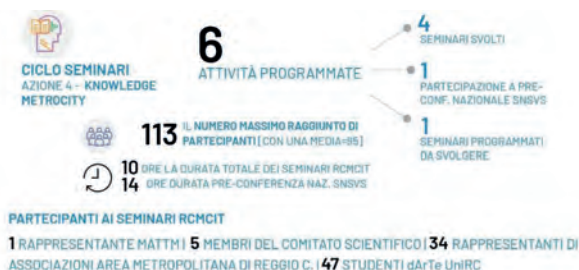 CICLO SEMINARI
AZIONE 4 - KNOWLEDGE
METROCITY
6
ATTIVITÀ PROGRAMMATE
4
SEMINARI SVOLTI
1
PARTECIPAZIONE A PRE-
CONF. NAZIONALE SNSVS
1
SEMINARI PROGRAMMATI
DA SVOLGERE
113 IL NUMERO MASSIMO RAGGIUNTO DI
PARTECIPANTI [CON UNA MEDIA=95]
10 ORE LA DURATA TOTALE DEI SEMINARI RCMCIT
14 ORE DURATA PRE-CONFERENZA NAZ. SNSVS
PARTECIPANTI AI SEMINARI RCMCIT
1 RAPPRESENTANTE MATTM | 5 MEMBRI DEL COMITATO SCIENTIFICO | 34 RAPPRESENTANTI DI
ASSOCIAZIONI AREA METROPOLITANA DI REGGIO C. | 47 STUDENTI dArTe UniRC